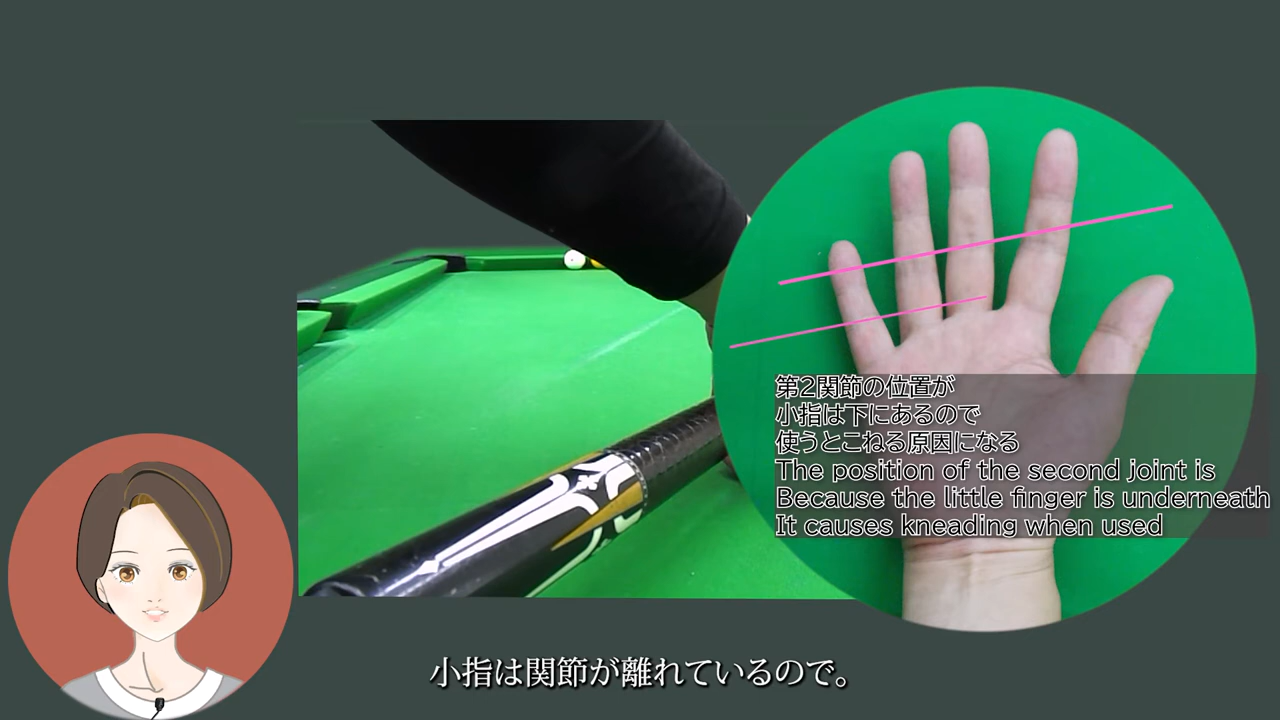 第2関節の位置が
小指は下にあるので
使うとこねる原因になる
The position of the second joint is
Because the little finger is underneath
It causes kneading when used
小指は関節が離れているので。